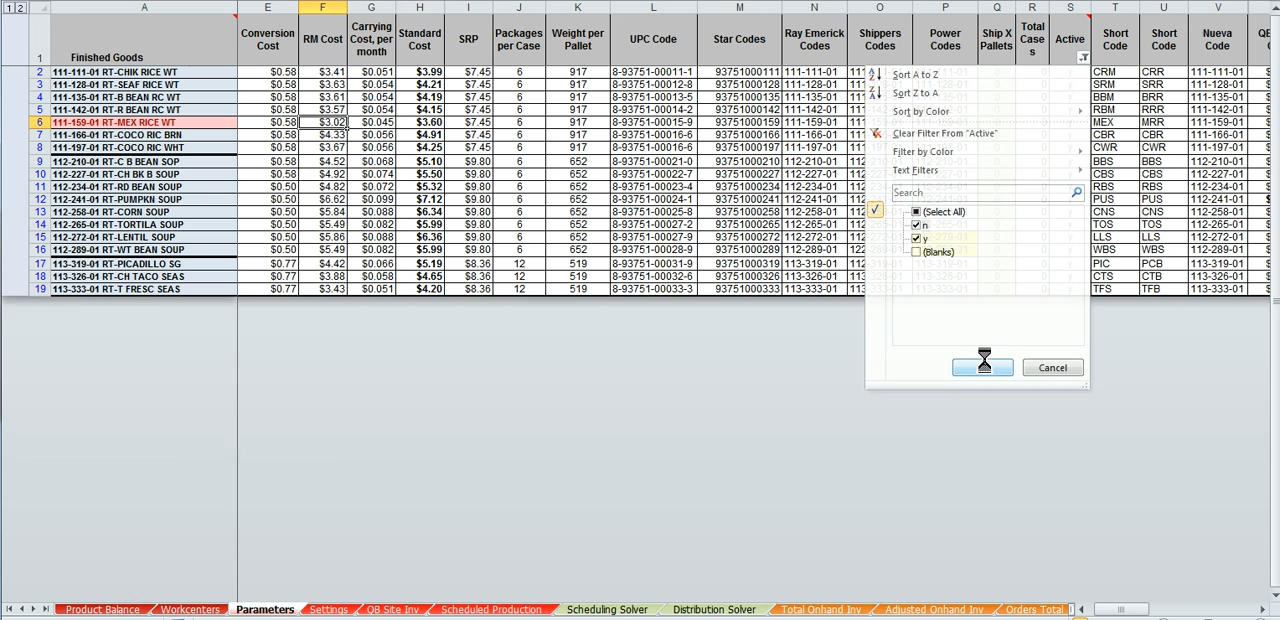 1 2 A E F G H I J K L M N O P Q R S T U V
1 Finished Goods Conversion Cost RM Cost Carrying Cost, per month Standard Cost SRP Packages per Case Weight per Pallet UPC Code Star Codes Ray Emerick Codes Shippers Codes Power Codes Ship X Pallets Total Case s Active Short Code Short Code Nueva Code
2 111-111-01 RT-CHIK RICE WT $0.58 $3.41 $0.051 $3.99 $7.45 6 917 8-93751-00011-1 93751000111 111-111-01 CRM CRR 111-111-01
3 111-128-01 RT-SEAF RICE WT $0.58 $3.63 $0.054 $4.21 $7.45 6 917 8-93751-00012-8 93751000128 111-128-01 SRM SRR 111-128-01
4 111-135-01 RT-B BEAN RC WT $0.58 $3.61 $0.054 $4.19 $7.45 6 917 8-93751-00013-5 93751000135 111-135-01 BBM BRR 111-135-01
5 111-142-01 RT-R BEAN RC WT $0.58 $3.57 $0.054 $4.15 $7.45 6 917 8-93751-00014-2 93751000142 111-142-01 RBM RRR 111-142-01
6 111-159-01 RT-MEX RICE WT $0.58 $3.02 $0.045 $3.60 $7.45 6 917 8-93751-00015-9 93751000159 111-159-01 MEX MRR 111-159-01
7 111-166-01 RT-COCO RIC BRN $0.58 $4.33 $0.056 $4.91 $7.45 6 917 8-93751-00016-6 93751000166 111-166-01 CBR CRR 111-166-01
8 111-197-01 RT-COCO RIC WHT $0.58 $3.67 $0.056 $4.25 $7.45 6 917 8-93751-00016-6 93751000166 111-197-01 CWR CWR 111-197-01
9 112-210-01 RT-C B BEAN SOP $0.58 $4.52 $0.068 $5.10 $9.80 6 652 8-93751-00021-0 93751000210 112-210-01 BBS CBS 112-210-01
10 112-227-01 RT-CH BK B SOUP $0.58 $4.92 $0.074 $5.50 $9.80 6 652 8-93751-00022-7 93751000227 112-227-01 CBS CBS 112-227-01
11 112-234-01 RT-RD BEAN SOUP $0.50 $4.82 $0.072 $5.32 $9.80 6 652 8-93751-00023-4 93751000234 112-234-01 RBS RBS 112-234-01
12 112-241-01 RT-PUMPKN SOUP $0.50 $6.62 $0.088 $7.12 $9.80 6 652 8-93751-00024-1 93751000241 112-241-01 PUS PUS 112-241-01
13 112-258-01 RT-CORN SOUP $0.50 $5.84 $0.088 $6.34 $9.80 6 652 8-93751-00025-8 93751000258 112-258-01 CNS CNS 112-258-01
14 112-265-01 RT-TORTILA SOUP $0.50 $5.49 $0.082 $5.99 $9.80 6 652 8-93751-00026-5 93751000265 112-265-01 TOS TOS 112-265-01
15 112-272-01 RT-LENTIL SOUP $0.50 $5.86 $0.088 $6.36 $9.80 6 652 8-93751-00027-9 93751000272 112-272-01 LLS LLS 112-272-01
16 112-289-01 RT-WT BEAN SOUP $0.50 $5.49 $0.082 $5.99 $9.80 6 652 8-93751-00028-9 93751000289 112-289-01 WBS WBS 112-289-01
17 113-319-01 RT-PICADILLO SG $0.77 $4.42 $0.066 $5.19 $8.36 12 519 8-93751-00031-9 93751000319 113-319-01 PIC PCB 113-319-01
18 113-326-01 RT-CH TACO SEAS $0.77 $3.88 $0.058 $4.65 $8.36 12 519 8-93751-00032-6 93751000326 113-326-01 CTS CTB 113-326-01
19 113-333-01 RT-T FRESC SEAS $0.77 $3.43 $0.051 $4.20 $8.36 12 519 8-93751-00033-3 93751000333 113-333-01 TFS TFB 113-333-01
Sort A to Z
Sort Z to A
Sort by Color
Clear Filter From "Active"
Filter by Color
Text Filters
Search
(Select All)
n
y
(Blanks)
Cancel
Product Balance Workcenters Parameters Settings QB Site Inv Scheduled Production Scheduling Solver Distribution Solver Total Onhand Inv Adjusted Onhand Inv Orders Total